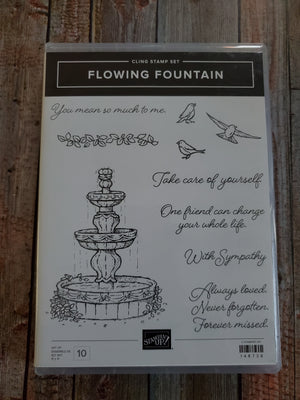 CLING STAMP SET
FLOWING FOUNTAIN
You mean so much to me.
Take care of yourself.
One friend can change
your whole life.
With Sympathy
Always loved.
Never forgotten.
Forever missed.
10
STAMPIN' UP!